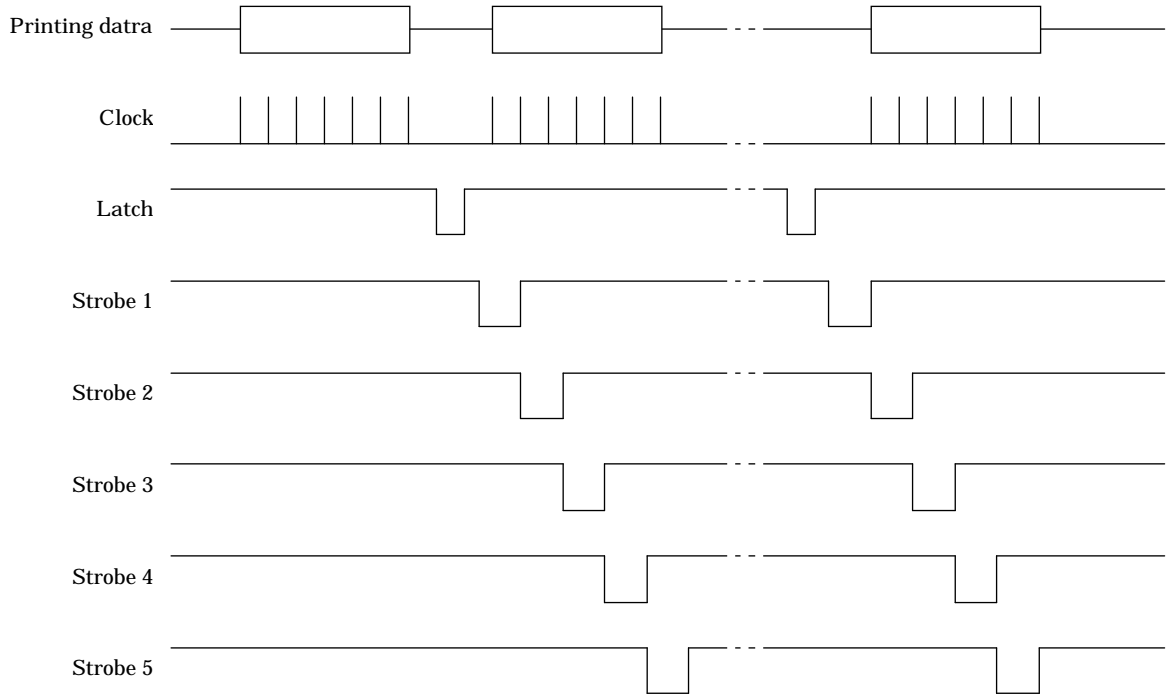 Printing datra
Clock
Latch
Strobe 1
Strobe 2
Strobe 3
Strobe 4
Strobe 5